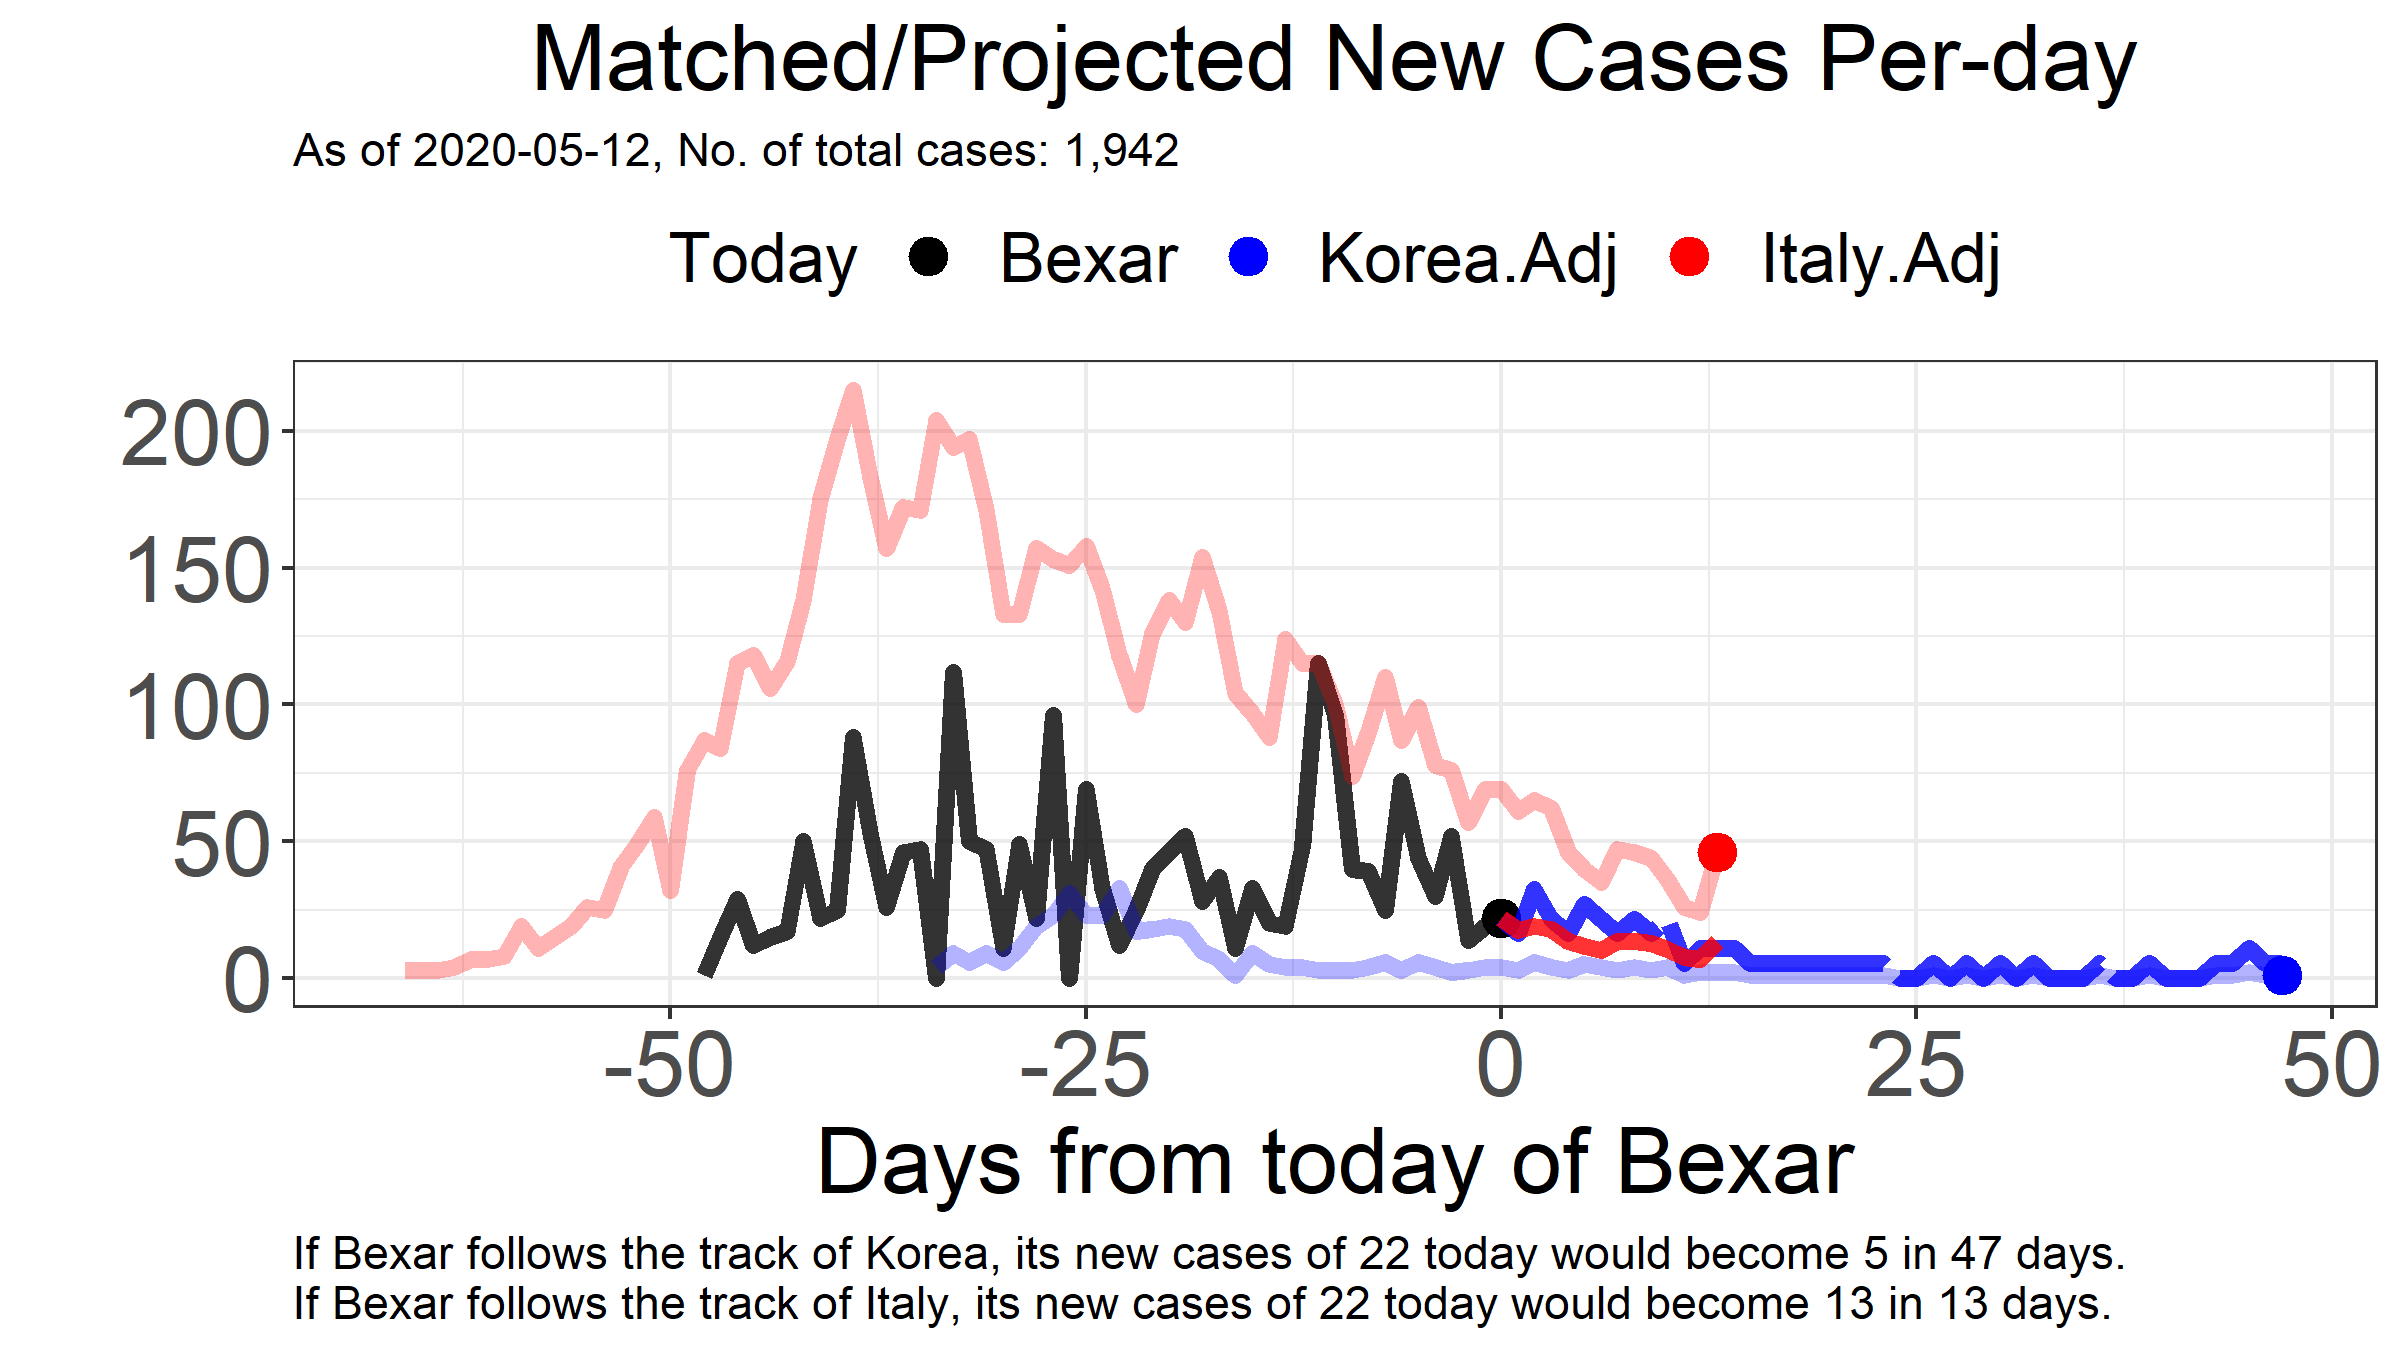 Matched/Projected New Cases Per-day
As of 2020-05-12, No. of total cases: 1,942
Today Bexar Korea.Adj Italy.Adj
200
150
100
50
0
-50 -25 0 25 50
Days from today of Bexar
If Bexar follows the track of Korea, its new cases of 22 today would become 5 in 47 days.
If Bexar follows the track of Italy, its new cases of 22 today would become 13 in 13 days.